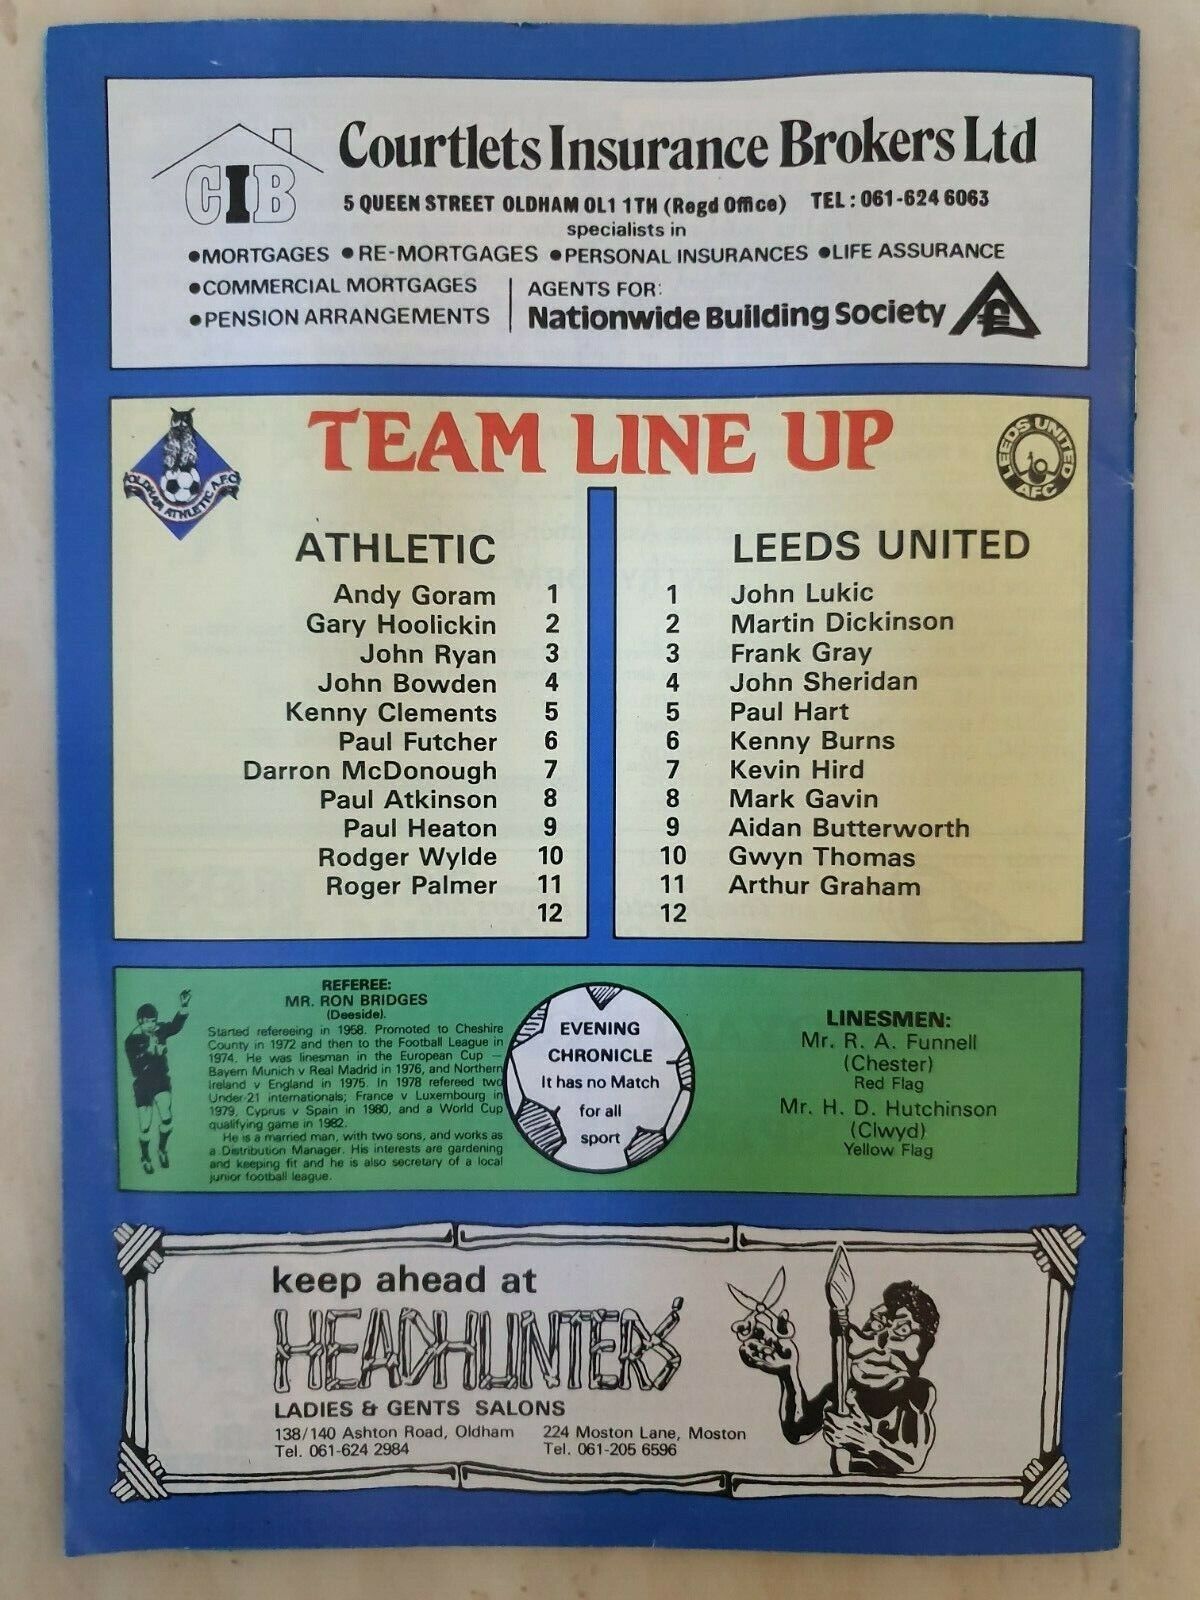 CIB
Courtlets Insurance Brokers Ltd
5 QUEEN STREET OLDHAM OL1 1TH (Regd Office) TEL: 061-624 6063
specialists in
●MORTGAGES ●RE-MORTGAGES ●PERSONAL INSURANCES ●LIFE ASSURANCE
●COMMERCIAL MORTGAGES
●PENSION ARRANGEMENTS
AGENTS FOR:
Nationwide Building Society
OLDHAM ATHLETIC A.F.C
TEAM LINE UP
LEEDS UNITED AFC
ATHLETIC
Andy Goram 1
Gary Hoolickin 2
John Ryan 3
John Bowden 4
Kenny Clements 5
Paul Futcher 6
Darron McDonough 7
Paul Atkinson 8
Paul Heaton 9
Rodger Wylde 10
Roger Palmer 11
12
LEEDS UNITED
1 John Lukic
2 Martin Dickinson
3 Frank Gray
4 John Sheridan
5 Paul Hart
6 Kenny Burns
7 Kevin Hird
8 Mark Gavin
9 Aidan Butterworth
10 Gwyn Thomas
11 Arthur Graham
12
REFEREE:
MR. RON BRIDGES
(Deeside).
Started refereeing in 1958. Promoted to Cheshire
County in 1972 and then to the Football League in
1974. He was linesman in the European Cup —
Bayern Munich v Real Madrid in 1976, and Northern
Ireland v England in 1975. In 1978 refereed two
Under-21 internationals; France v Luxembourg in
1979, Cyprus v Spain in 1980, and a World Cup
qualifying game in 1982.
He is a married man, with two sons, and works as
a Distribution Manager. His interests are gardening
and keeping fit and he is also secretary of a local
junior football league.
EVENING
CHRONICLE
It has no Match
for all
sport
LINESMEN:
Mr. R. A. Funnell
(Chester)
Red Flag
Mr. H. D. Hutchinson
(Clwyd)
Yellow Flag
keep ahead at
HEADHUNTERS
LADIES & GENTS SALONS
138/140 Ashton Road, Oldham
Tel. 061-624 2984
224 Moston Lane, Moston
Tel. 061-205 6596